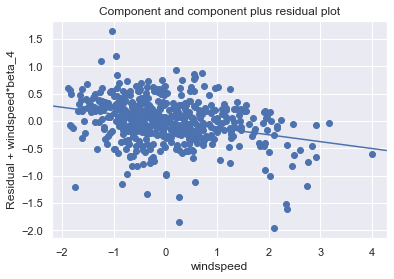 Component and component plus residual plot
Residual + windspeed*beta_4
1.5
1.0
0.5
0.0
−0.5
−1.0
−1.5
−2.0
−2 −1 0 1 2 3 4
windspeed